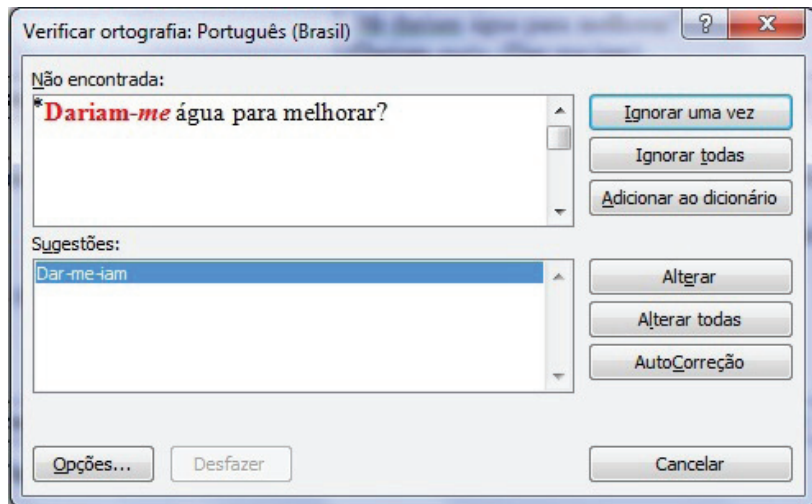 Verificar ortografia: Português (Brasil)
Não encontrada:
*Dariam-me água para melhorar?
Ignorar uma vez
Ignorar todas
Adicionar ao dicionário
Sugestões:
Dar-me-iam
Alterar
Alterar todas
AutoCorreção
Opções...
Desfazer
Cancelar